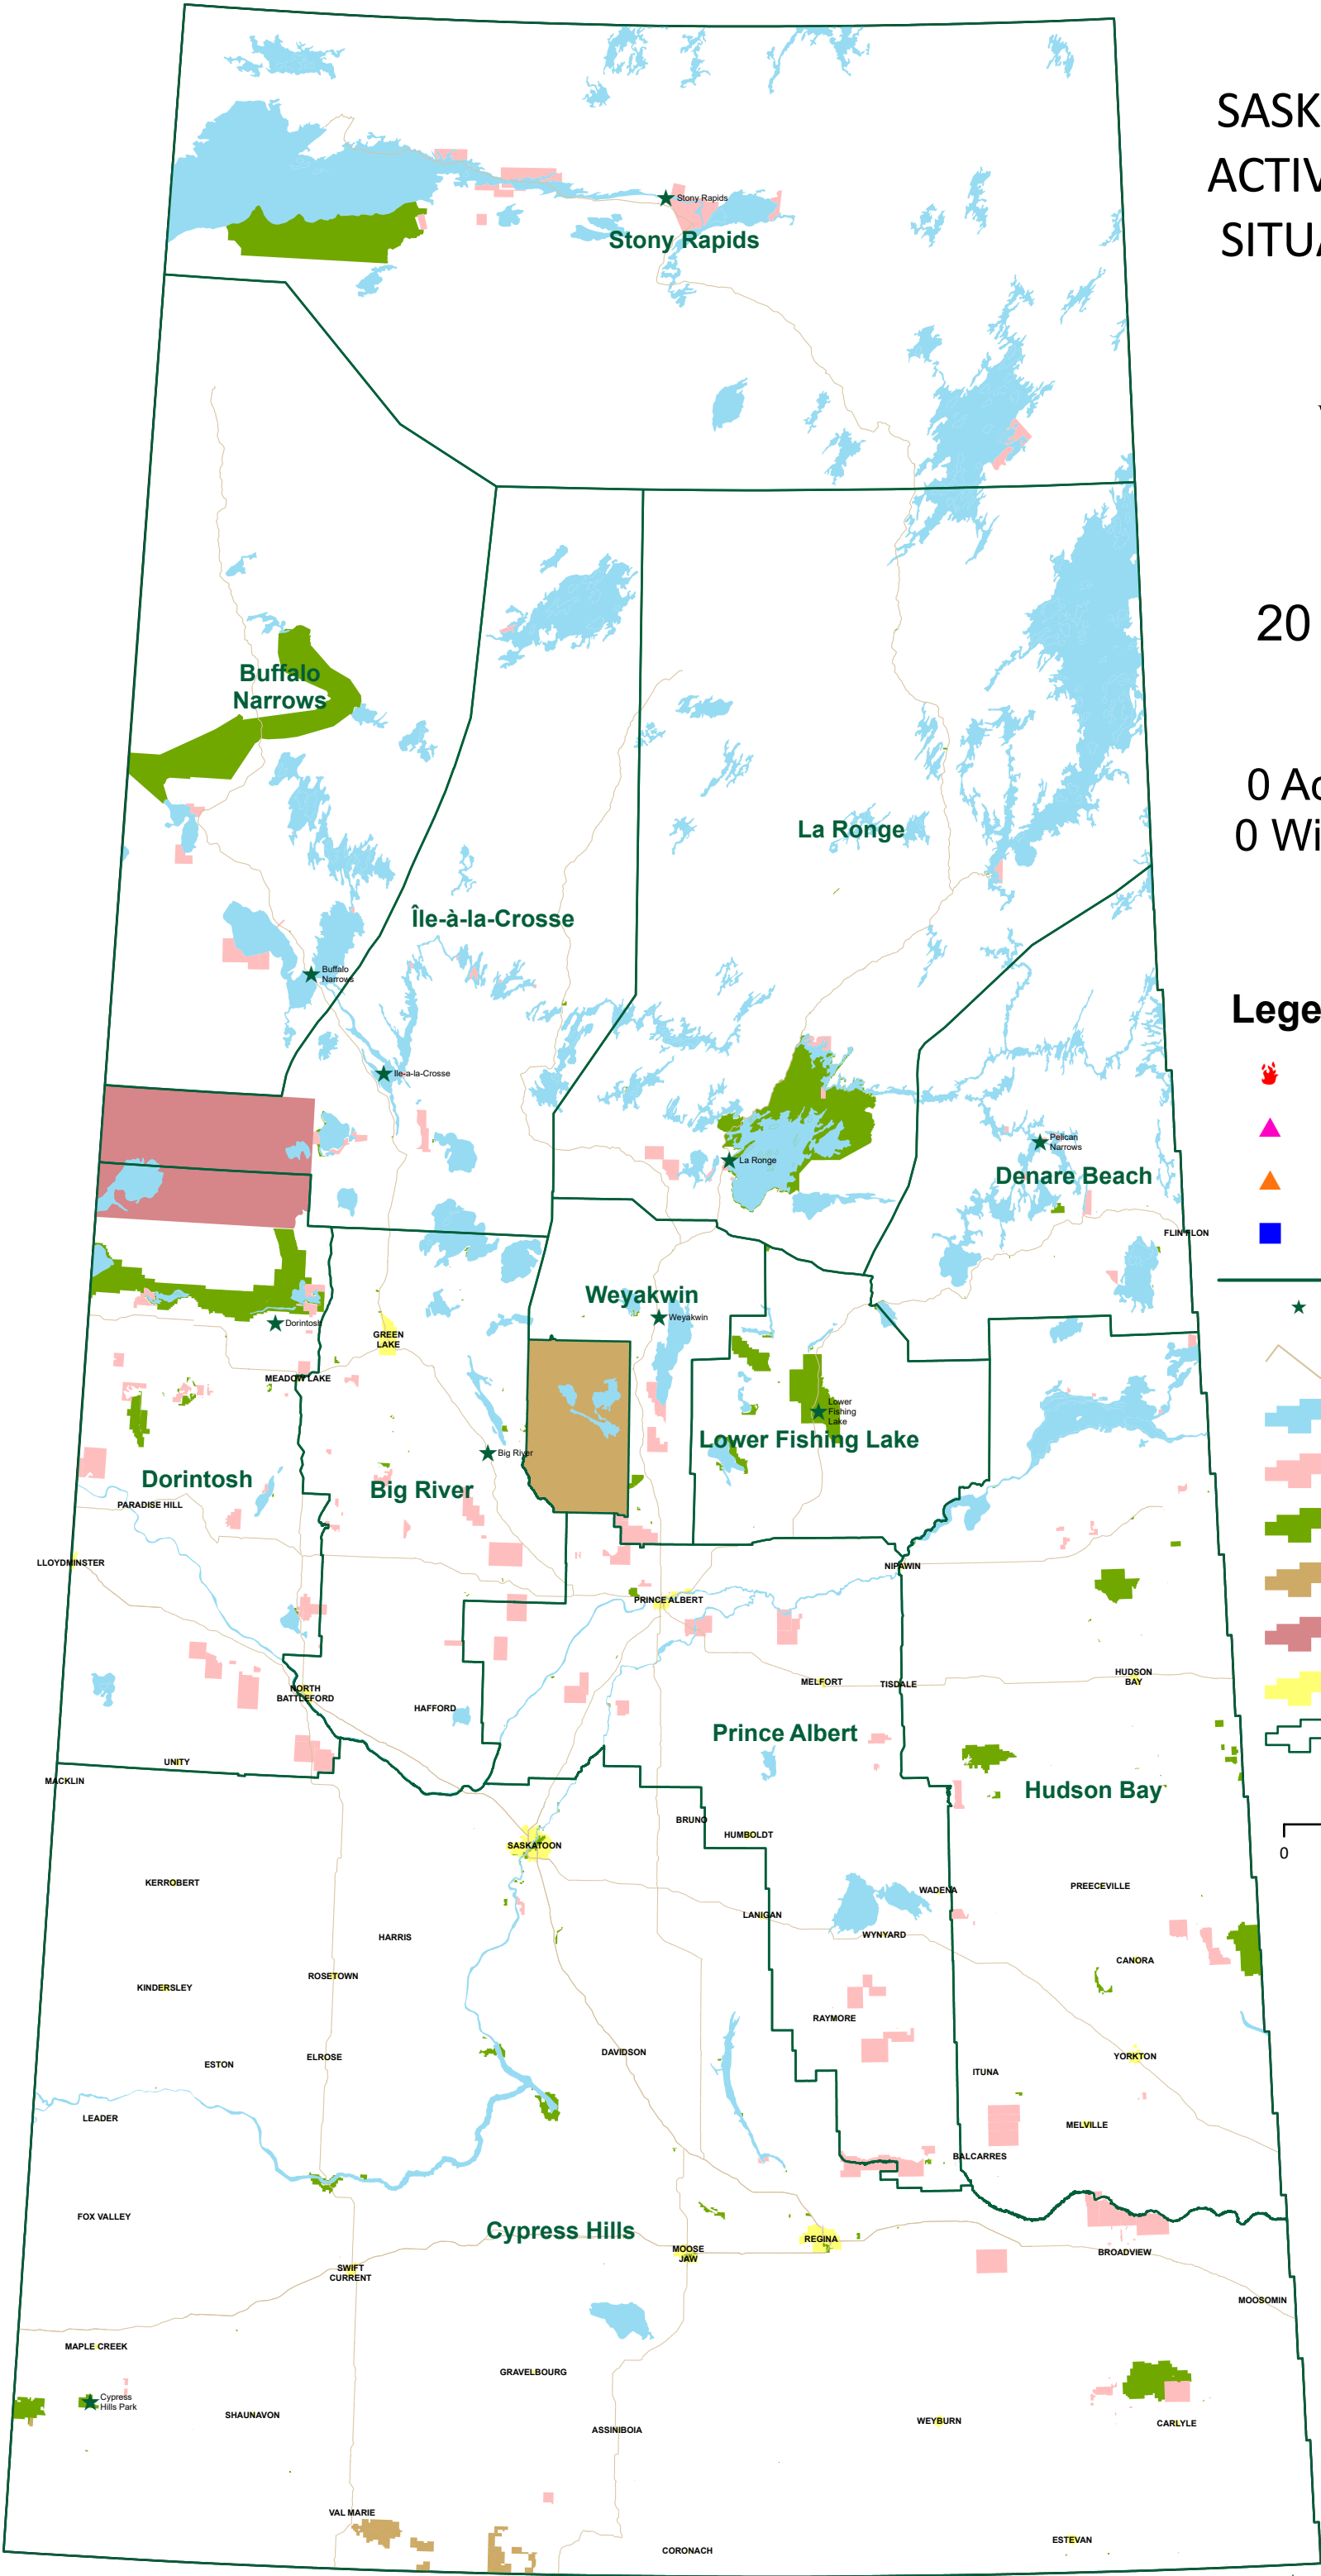 SASK
ACTIV
SITUA
Stony Rapids
Stony Rapids
20
Buffalo
Narrows
0 Ac
0 Wi
La Ronge
Île-à-la-Crosse
Buffalo
Narrows
Lege
Ile-a-la-Crosse
Pelican
Narrows
La Ronge
Denare Beach
FLIN FLON
Weyakwin
Weyakwin
Dorintosh
GREEN
LAKE
MEADOW LAKE
Lower
Fishing
Lake
Lower Fishing Lake
Big River
Dorintosh
Big River
PARADISE HILL
LLOYDMINSTER
NIPAWIN
PRINCE ALBERT
HUDSON
BAY
MELFORT
TISDALE
NORTH
BATTLEFORD
HAFFORD
Prince Albert
UNITY
MACKLIN
Hudson Bay
BRUNO
HUMBOLDT
SASKATOON
0
KERROBERT
PREECEVILLE
WADENA
LANIGAN
WYNYARD
HARRIS
CANORA
ROSETOWN
KINDERSLEY
RAYMORE
DAVIDSON
YORKTON
ELROSE
ESTON
ITUNA
LEADER
MELVILLE
BALCARRES
FOX VALLEY
Cypress Hills
REGINA
MOOSE
JAW
BROADVIEW
SWIFT
CURRENT
MOOSOMIN
MAPLE CREEK
GRAVELBOURG
Cypress
Hills Park
SHAUNAVON
WEYBURN
CARLYLE
ASSINIBOIA
VAL MARIE
ESTEVAN
CORONACH